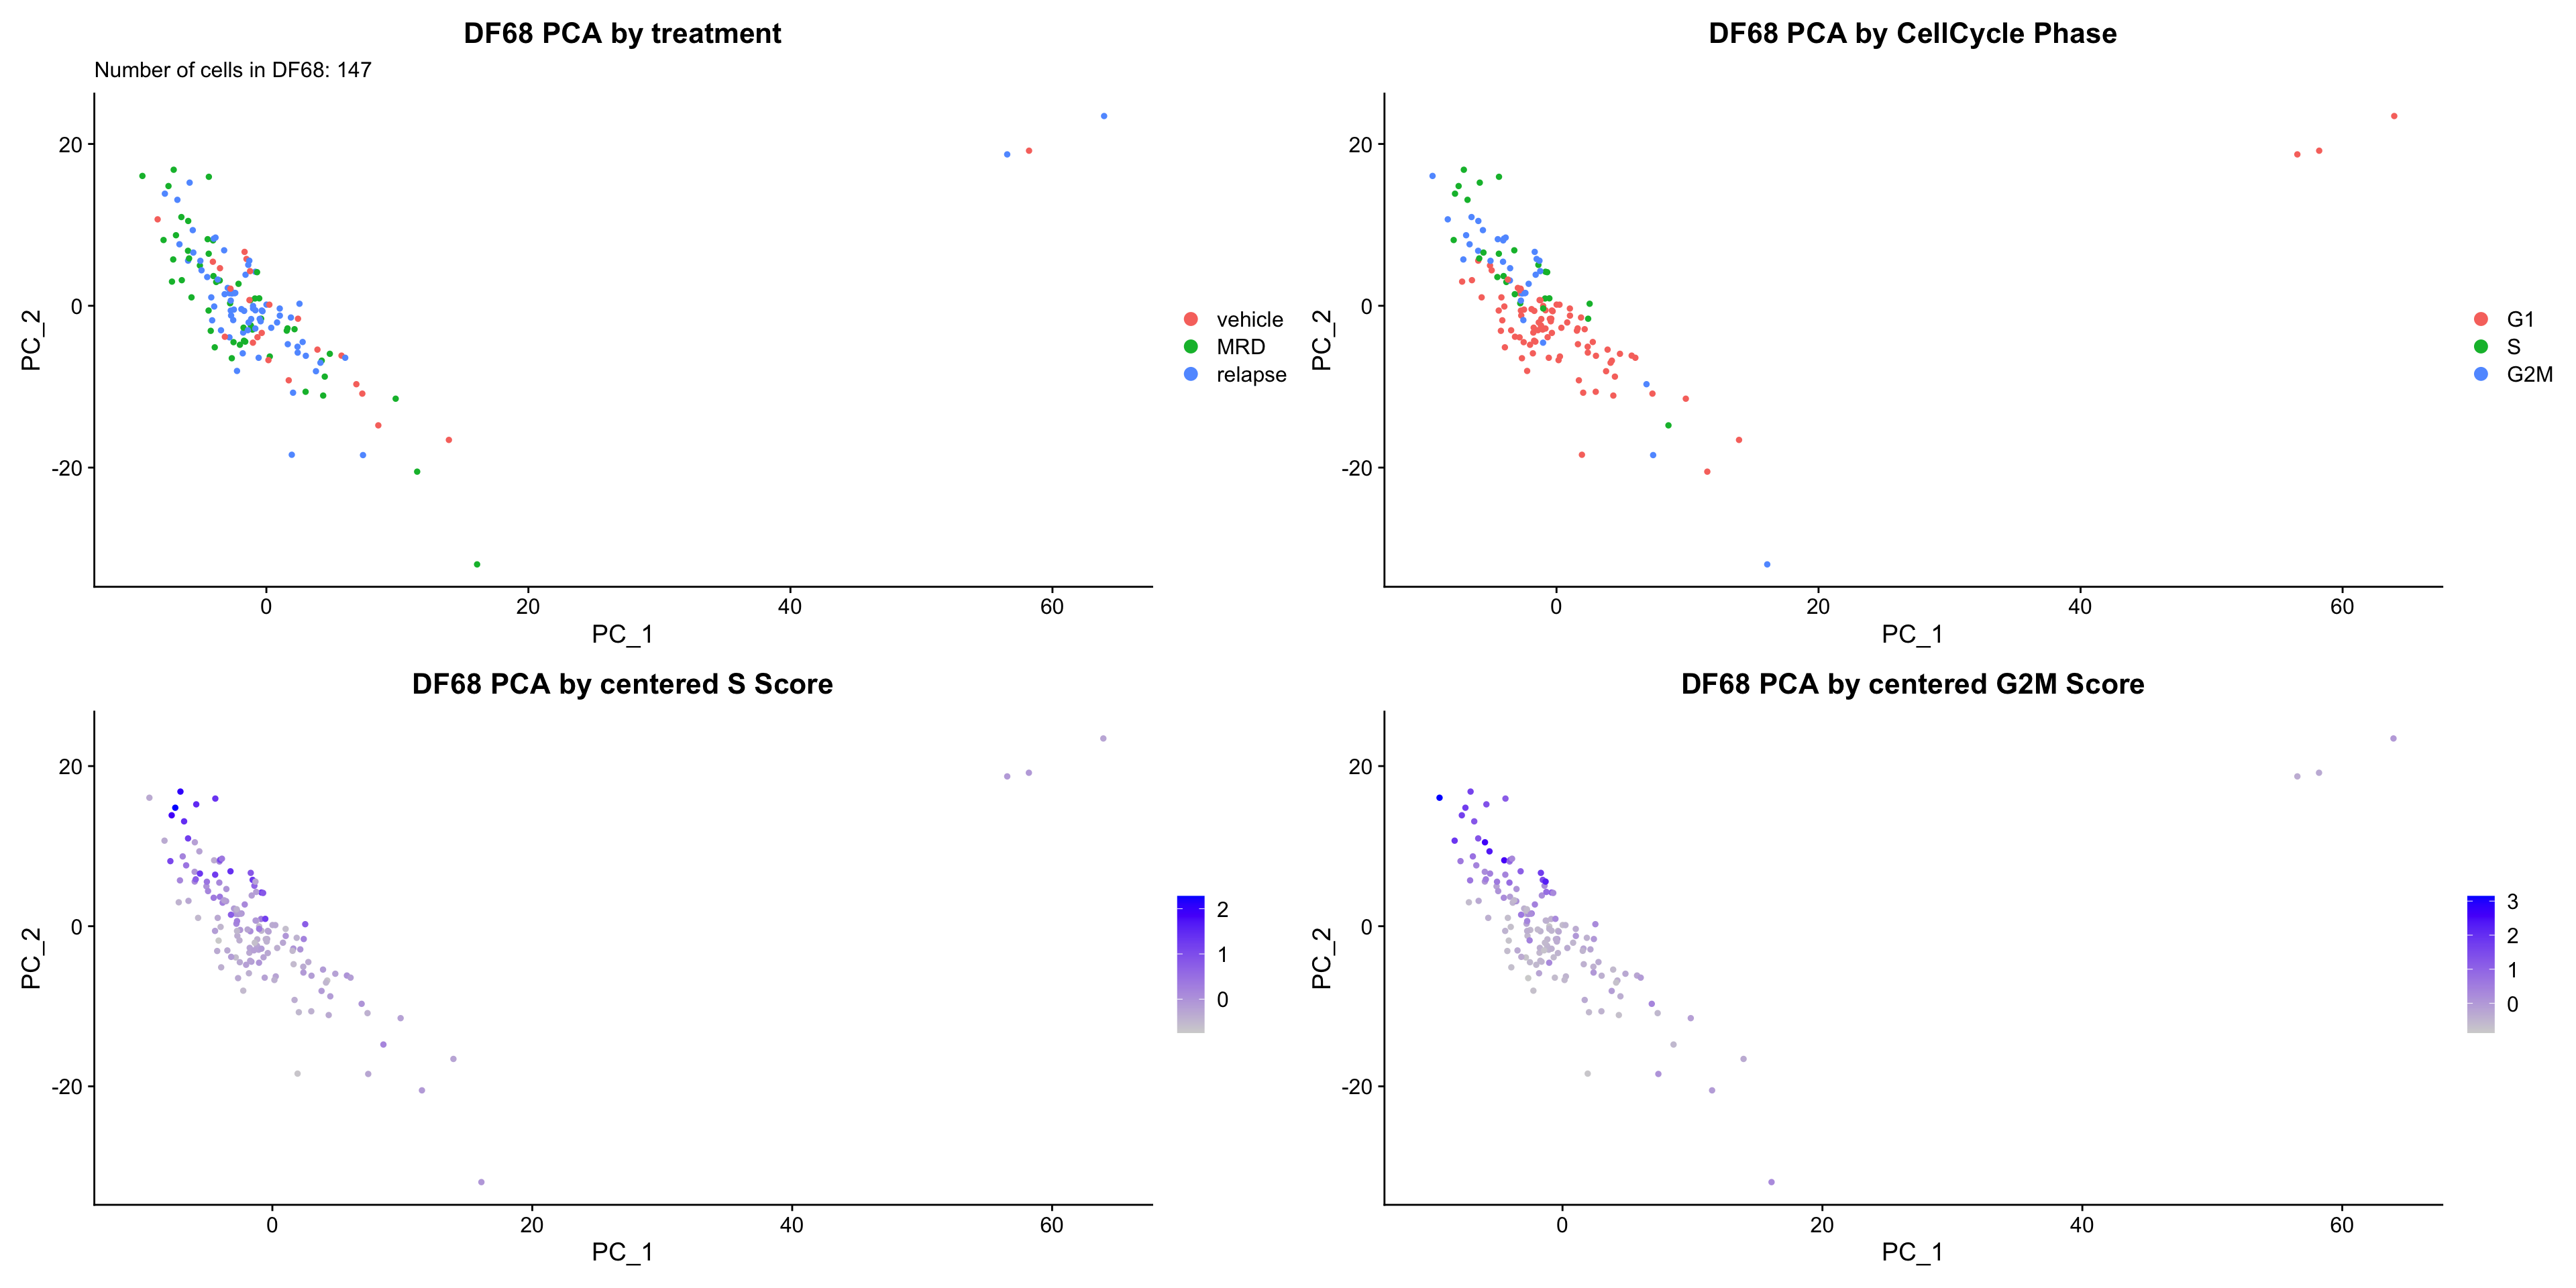 DF68 PCA by treatment
Number of cells in DF68: 147
20
0
-20
0
20
40
60
PC_1
PC_2
vehicle
MRD
relapse
DF68 PCA by CellCycle Phase
20
0
-20
0
20
40
60
PC_1
PC_2
G1
S
G2M
DF68 PCA by centered S Score
20
0
-20
0
20
40
60
PC_1
PC_2
2
1
0
DF68 PCA by centered G2M Score
20
0
-20
0
20
40
60
PC_1
PC_2
3
2
1
0